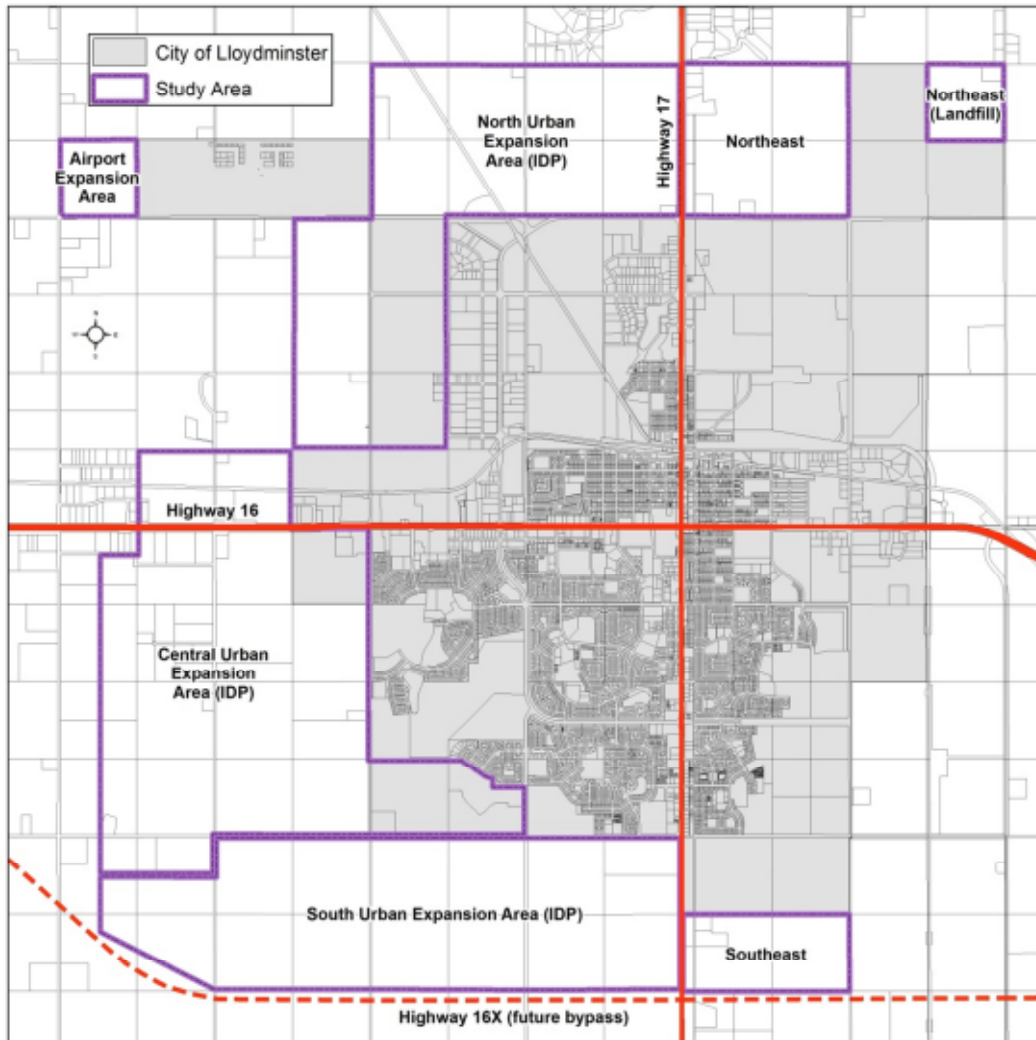 City of Lloydminster
Study Area
North Urban
Expansion
Area (IDP)
Highway 17
Northeast
Northeast
(Landfill)
Airport
Expansion
Area
N
W
E
S
Highway 16
Central Urban
Expansion
Area (IDP)
South Urban Expansion Area (IDP)
Southeast
Highway 16X (future bypass)